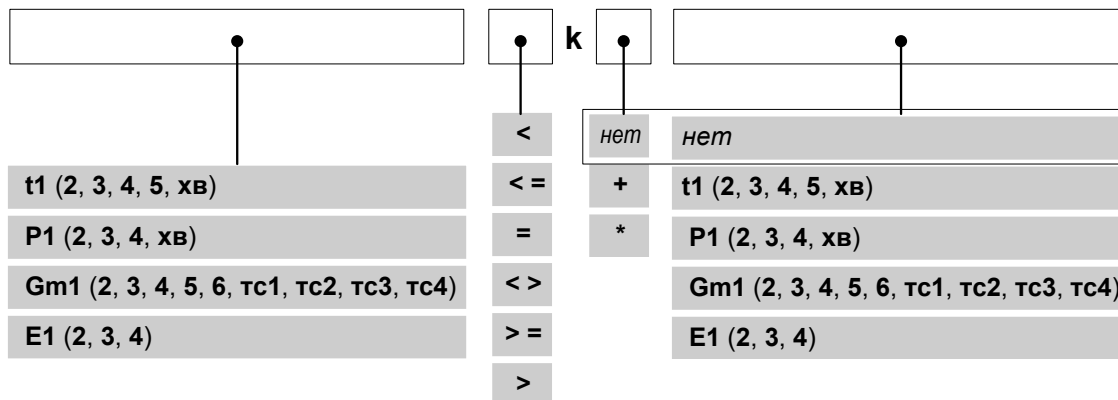 k
< нет нет
t1 (2, 3, 4, 5, хв) < = + t1 (2, 3, 4, 5, хв)
P1 (2, 3, 4, хв) = * P1 (2, 3, 4, хв)
Gm1 (2, 3, 4, 5, 6, тс1, тс2, тс3, тс4) < > Gm1 (2, 3, 4, 5, 6, тс1, тс2, тс3, тс4)
E1 (2, 3, 4) > = E1 (2, 3, 4)
>